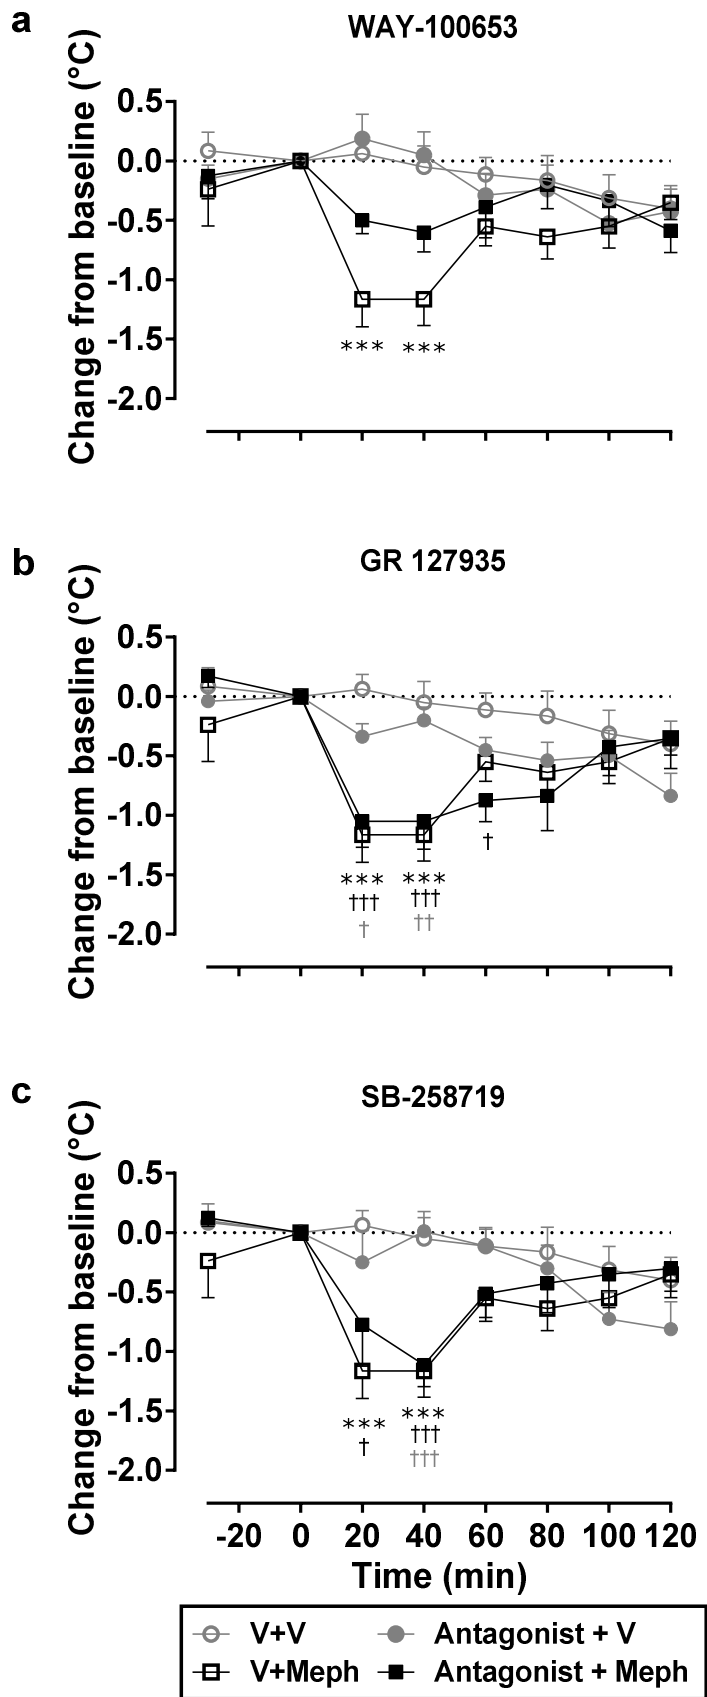 a
WAY-100653
Change from baseline (°C)
0.5
0.0
-0.5
-1.0
-1.5
-2.0
*** ***
b
GR 127935
Change from baseline (°C)
0.5
0.0
-0.5
-1.0
-1.5
-2.0
†
*** ***
††† †††
† ††
c
SB-258719
Change from baseline (°C)
0.5
0.0
-0.5
-1.0
-1.5
-2.0
*** ***
† †††
†††
-20 0 20 40 60 80 100 120
Time (min)
V+V Antagonist + V
V+Meph Antagonist + Meph